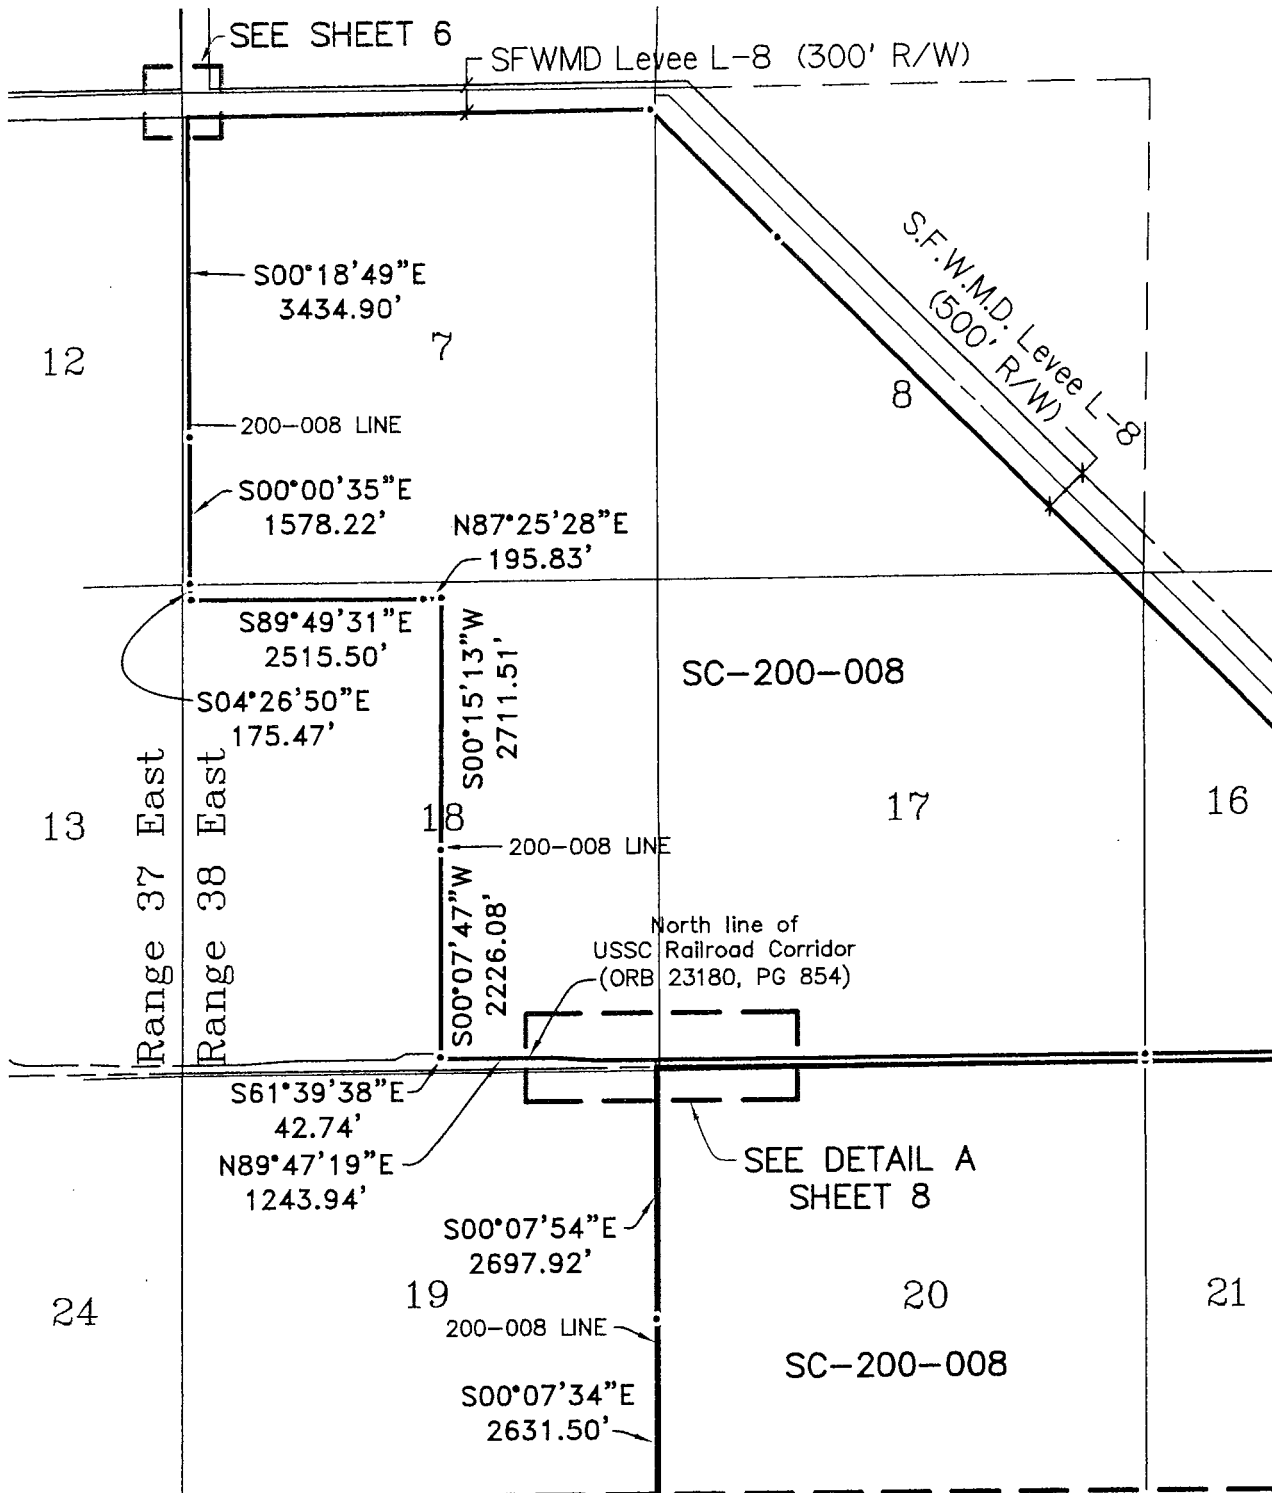 SEE SHEET 6
SFWMD Levee L-8 (300' R/W)
S.F.W.M.D. Levee L-8
(500' R/W)
S00°18'49"E
3434.90'
12
7
8
200-008 LINE
S00°00'35"E
1578.22'
N87°25'28"E
195.83'
S89°49'31"E
2515.50'
S04°26'50"E
175.47'
S00°15'13"W
2711.51'
SC-200-008
Range 37 East
Range 38 East
13
18
17
16
200-008 LINE
S00°07'47"W
2226.08'
North line of
USSC Railroad Corridor
(ORB 23180, PG 854)
S61°39'38"E
42.74'
N89°47'19"E
1243.94'
SEE DETAIL A
SHEET 8
S00°07'54"E
2697.92'
24
19
20
21
200-008 LINE
SC-200-008
S00°07'34"E
2631.50'